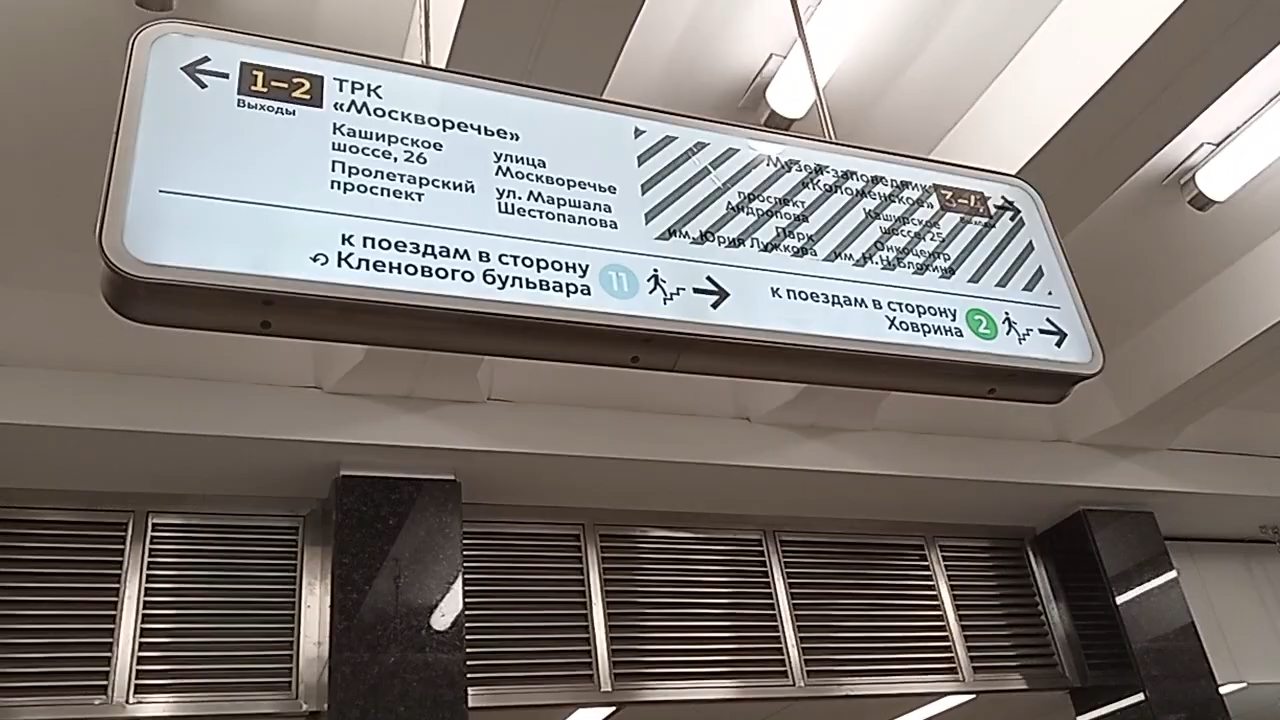 1-2
Выходы
ТРК
«Москворечье»
Каширское
шоссе, 26
Пролетарский
проспект
улица
Москворечье
ул. Маршала
Шестопалова
Музей-заповедник
«Коломенское»
проспект
Андропова
Парк
им. Юрия Лужкова
Каширское
шоссе, 25
Онкоцентр
им. Н.Н. Блохина
Выходы
к поездам в сторону
Кленового бульвара
11
к поездам в сторону
Ховрина
2